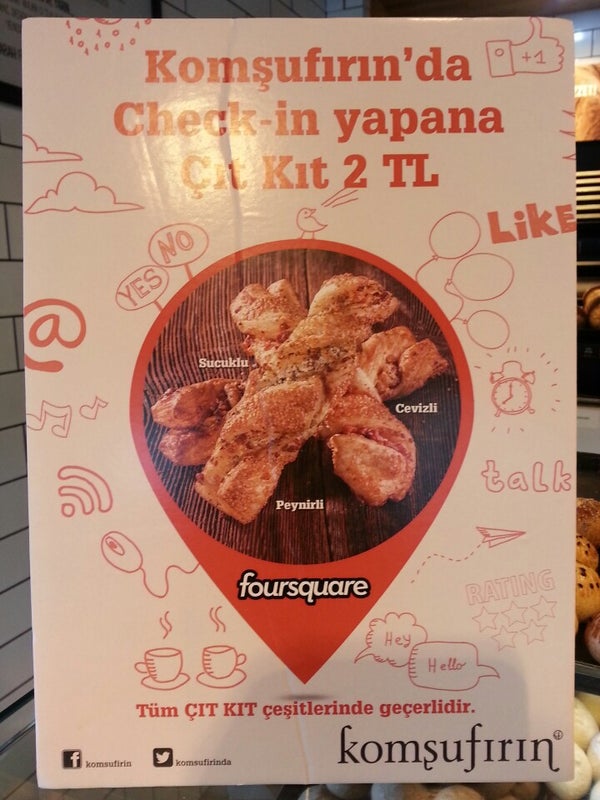 Komşufırın'da
Check-in yapana
Çıt Kıt 2 TL
+1
LiKE
NO
YES
@
Sucuklu
Cevizli
Peynirli
talk
foursquare
RATING
Hey
Hello
Tüm ÇIT KIT çeşitlerinde geçerlidir.
f komsufirin
komsufirinda
komşufırın